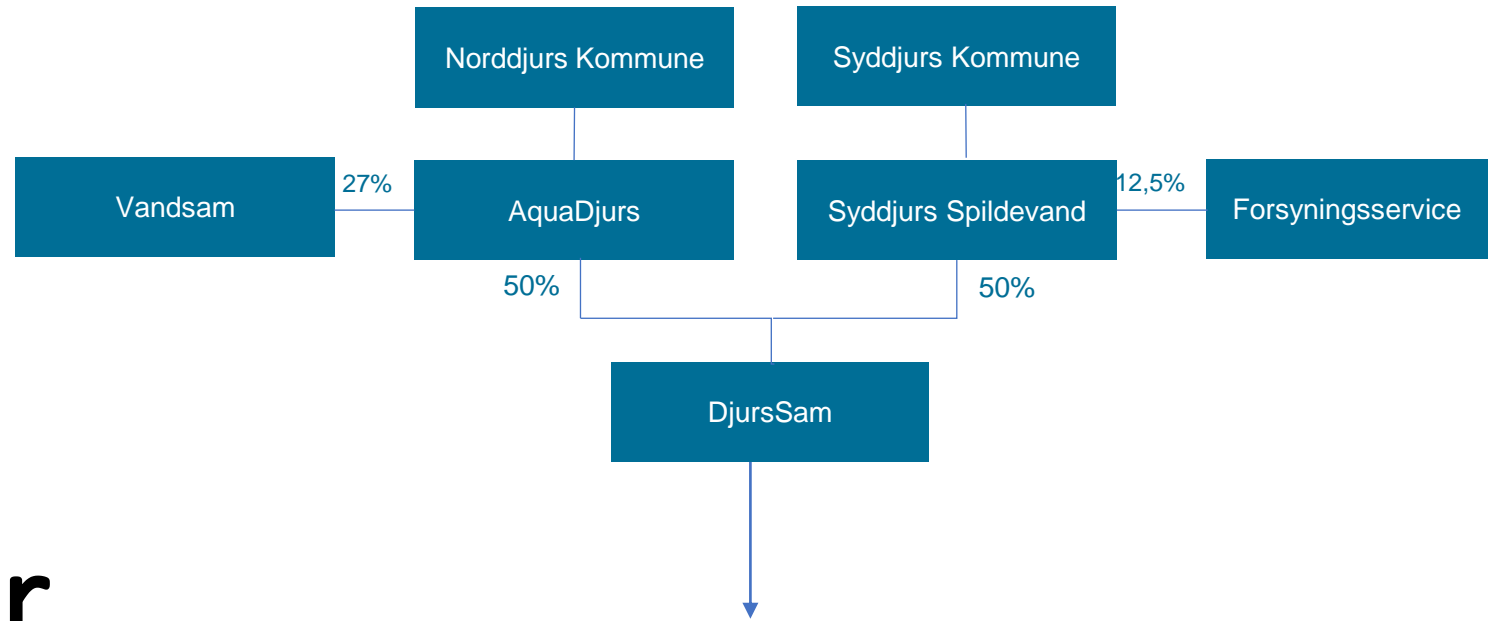 Norddjurs Kommune
Syddjurs Kommune
Vandsam
27%
AquaDjurs
Syddjurs Spildevand
12,5%
Forsyningsservice
50%
50%
DjursSam
r